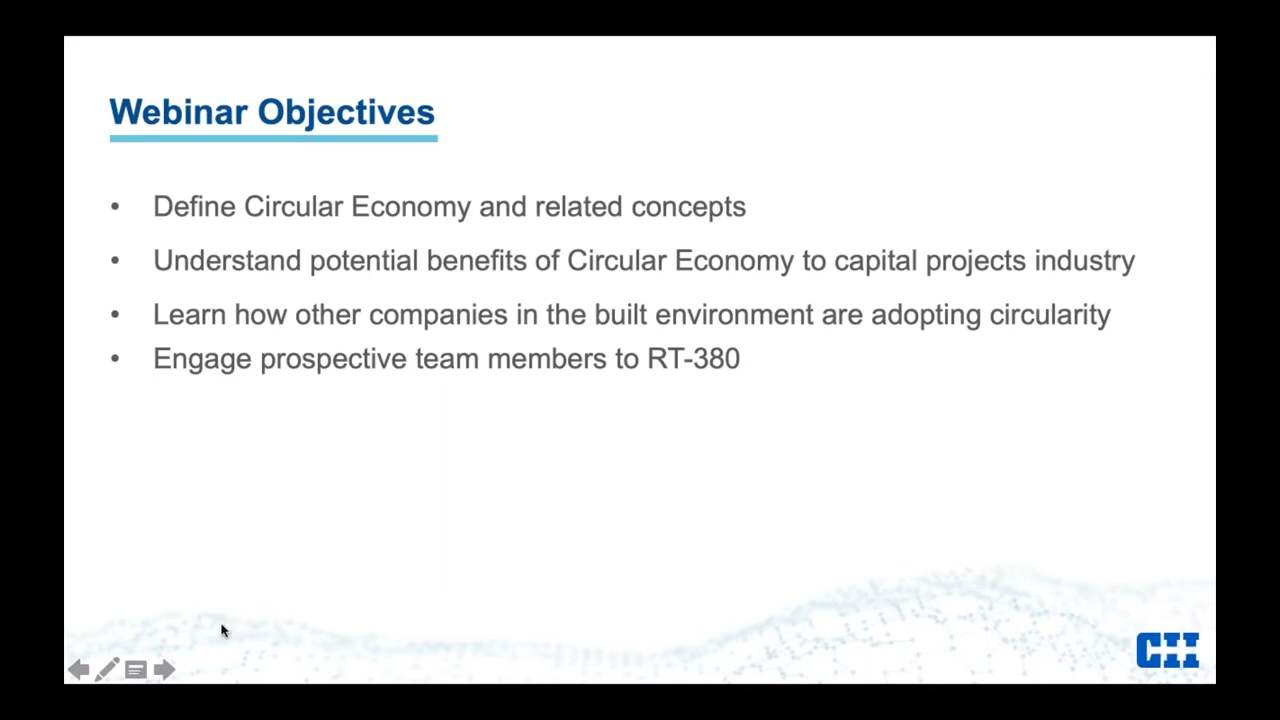 Webinar Objectives
• Define Circular Economy and related concepts
• Understand potential benefits of Circular Economy to capital projects industry
• Learn how other companies in the built environment are adopting circularity
• Engage prospective team members to RT-380
CII